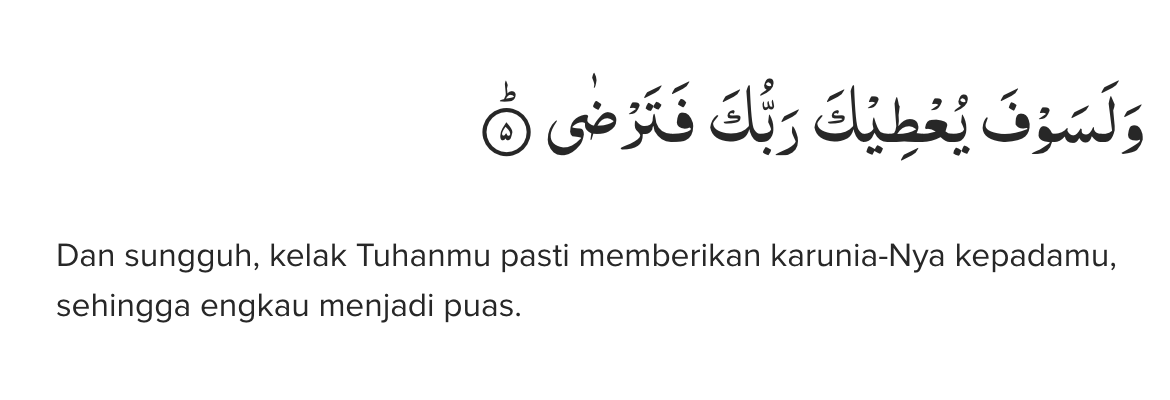 وَلَسَوْفَ يُعْطِيْكَ رَبُّكَ فَتَرْضٰىۗ ۝٥
Dan sungguh, kelak Tuhanmu pasti memberikan karunia-Nya kepadamu,
sehingga engkau menjadi puas.